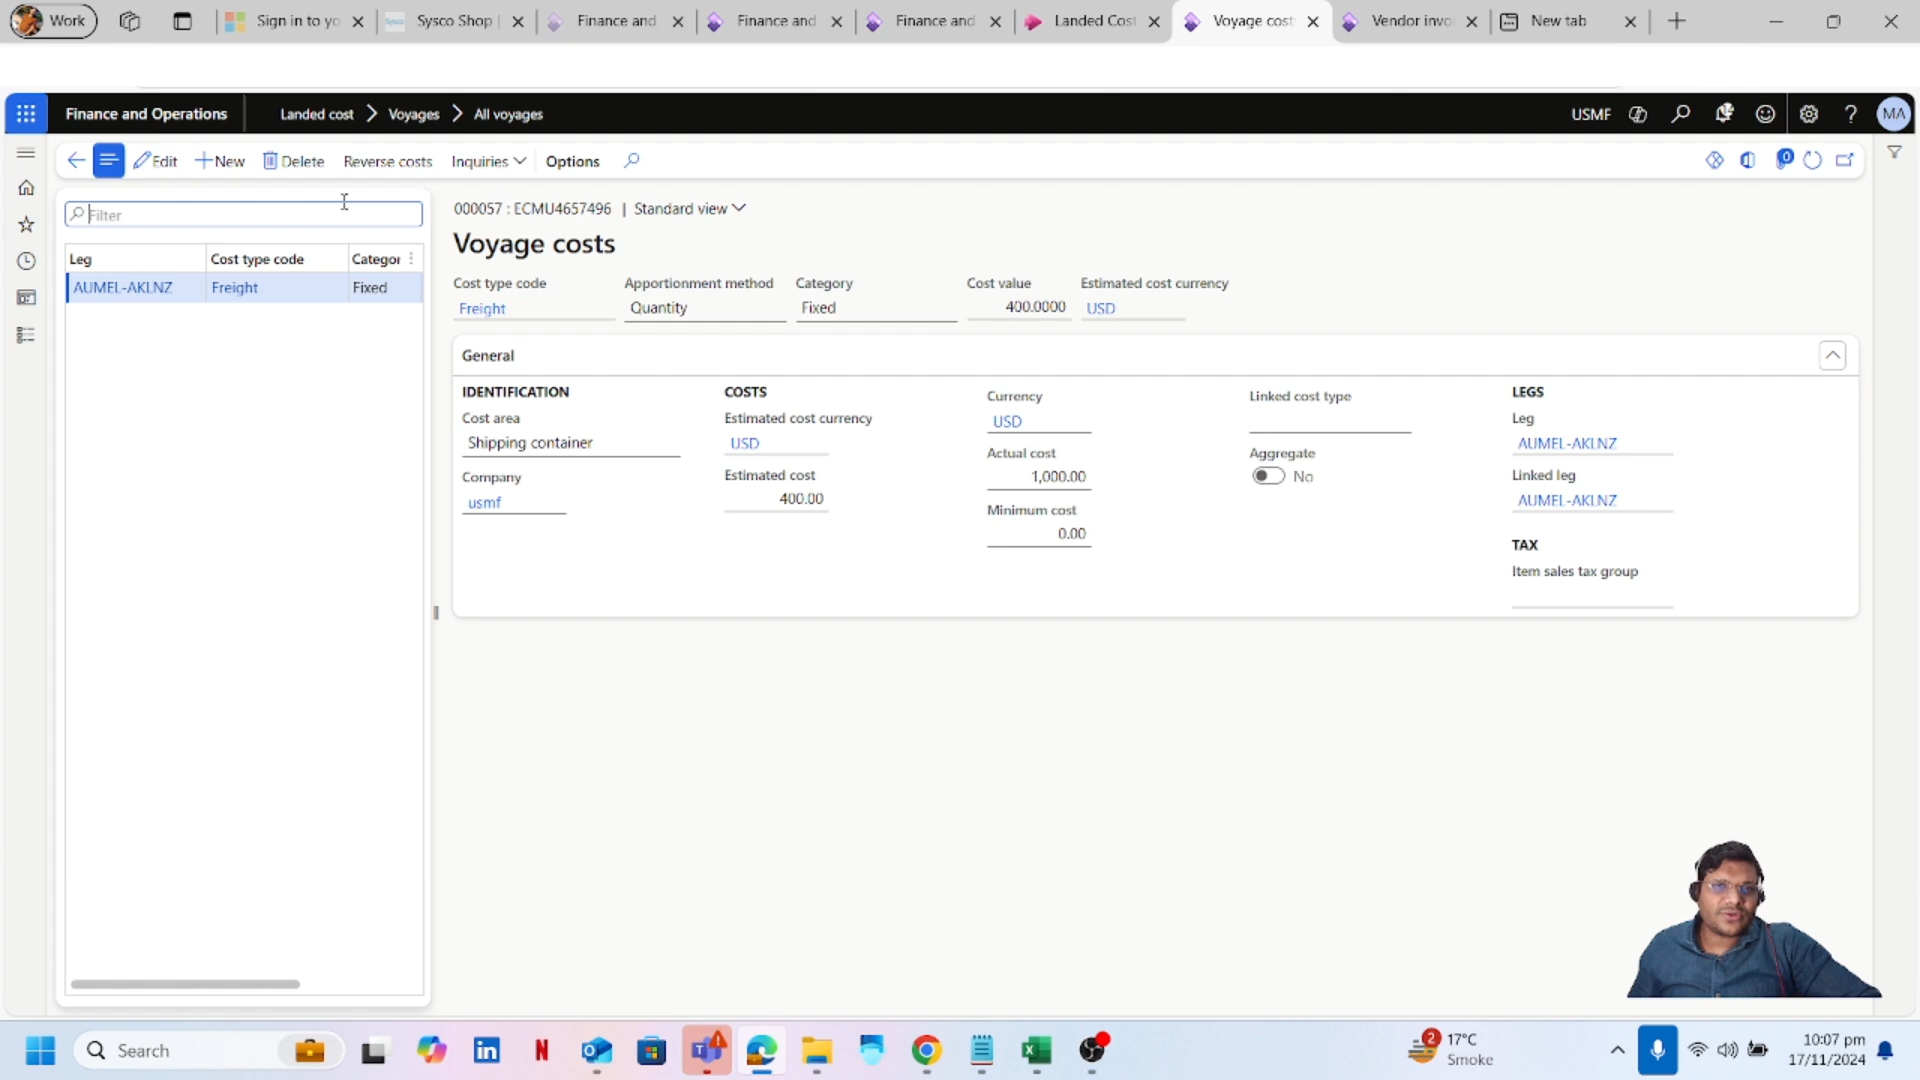 Work
Sign in to yo
Sysco Shop |
Finance and
Finance and
Finance and
Landed Cost
Voyage cost
Vendor invo
New tab
Finance and Operations
Landed cost > Voyages > All voyages
USMF
MA
Edit
New
Delete
Reverse costs
Inquiries
Options
0
Filter
Leg
Cost type code
Categor
AUMEL-AKLNZ
Freight
Fixed
000057 : ECMU4657496 | Standard view
Voyage costs
Cost type code
Apportionment method
Category
Cost value
Estimated cost currency
Freight
Quantity
Fixed
400.0000
USD
General
IDENTIFICATION
Cost area
Shipping container
Company
usmf
COSTS
Estimated cost currency
USD
Estimated cost
400.00
Currency
USD
Actual cost
1,000.00
Minimum cost
0.00
Linked cost type
Aggregate
No
LEGS
Leg
AUMEL-AKLNZ
Linked leg
AUMEL-AKLNZ
TAX
Item sales tax group
Search
2
17°C
Smoke
10:07 pm
17/11/2024